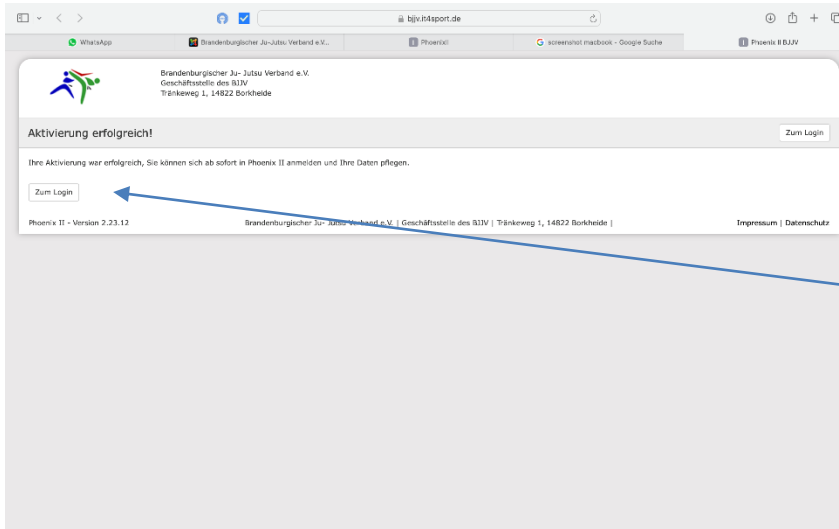 bjjv.it4sport.de
WhatsApp
Brandenburgischer Ju-Jutsu Verband e.V...
PhoenixII
screenshot macbook - Google Suche
Phoenix II BJJV
Brandenburgischer Ju- Jutsu Verband e.V.
Geschäftsstelle des BJJV
Tränkeweg 1, 14822 Borkheide
Aktivierung erfolgreich!
Zum Login
Ihre Aktivierung war erfolgreich, Sie können sich ab sofort in Phoenix II anmelden und Ihre Daten pflegen.
Zum Login
Phoenix II - Version 2.23.12
Brandenburgischer Ju- Jutsu Verband e.V. | Geschäftsstelle des BJJV | Tränkeweg 1, 14822 Borkheide |
Impressum | Datenschutz